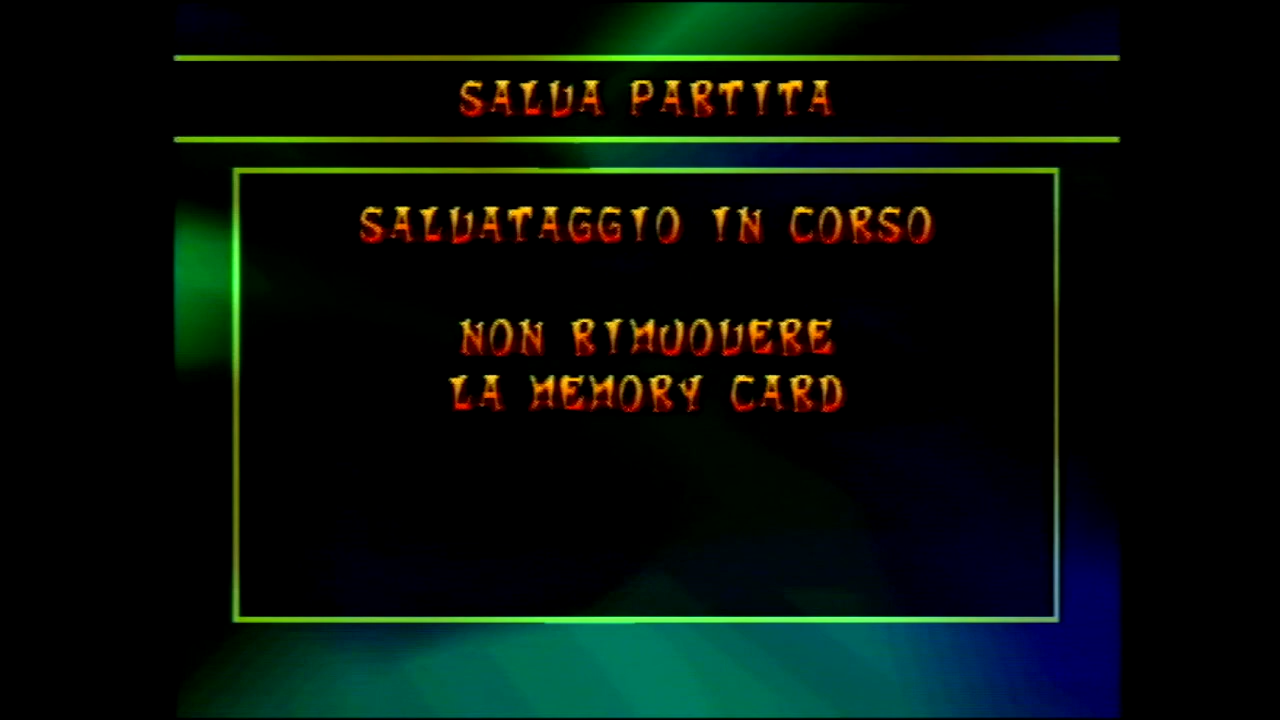 SALVA PARTITA
SALVATAGGIO IN CORSO
NON RIMUOVERE
LA MEMORY CARD